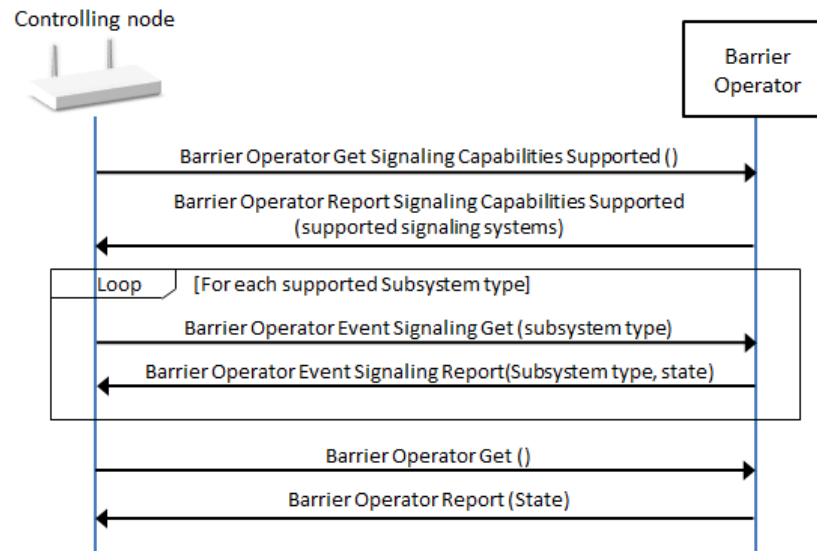 Controlling node
Barrier
Operator
Barrier Operator Get Signaling Capabilities Supported ()
Barrier Operator Report Signaling Capabilities Supported
(supported signaling systems)
Loop
[For each supported Subsystem type]
Barrier Operator Event Signaling Get (subsystem type)
Barrier Operator Event Signaling Report(Subsystem type, state)
Barrier Operator Get ()
Barrier Operator Report (State)